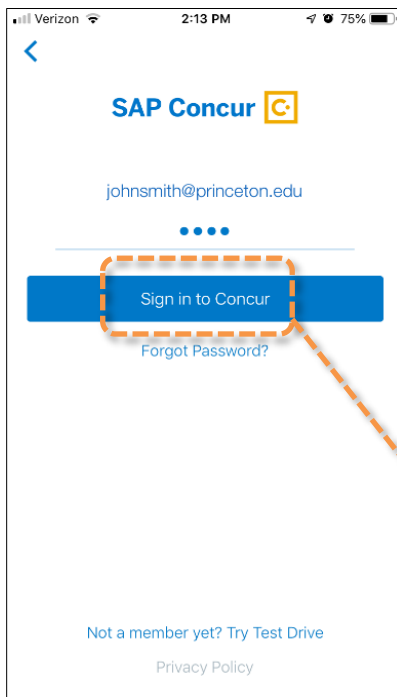 Verizon 2:13 PM 75%
SAP Concur C
johnsmith@princeton.edu
Sign in to Concur
Forgot Password?
Not a member yet? Try Test Drive
Privacy Policy